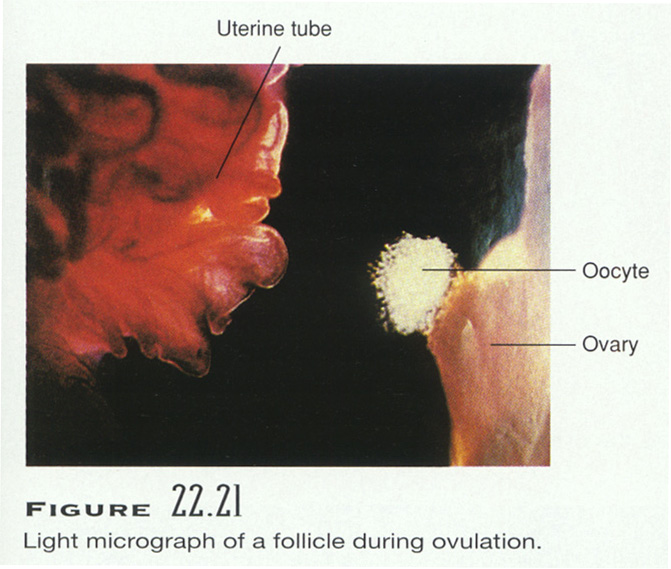 Uterine tube
Oocyte
Ovary
FIGURE 22.21
Light micrograph of a follicle during ovulation.